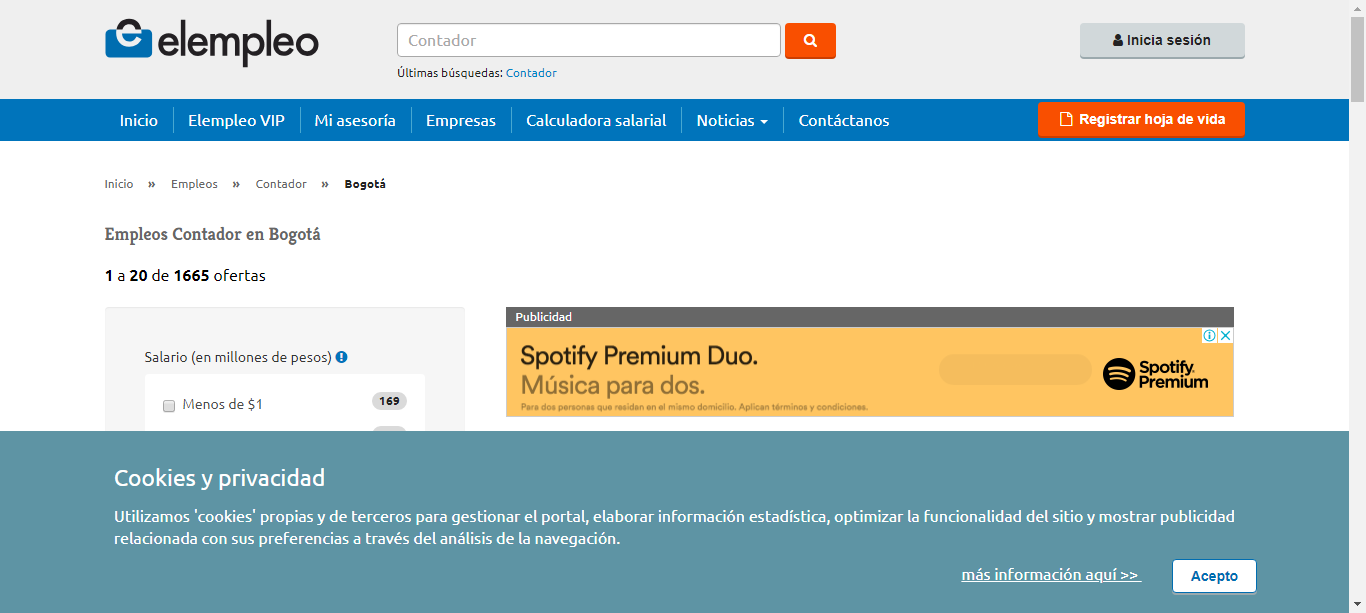 elempleo
Contador
Inicia sesión
Últimas búsquedas: Contador
Inicio Elempleo VIP Mi asesoría Empresas Calculadora salarial Noticias Contáctanos Registrar hoja de vida
Inicio » Empleos » Contador » Bogotá
Empleos Contador en Bogotá
1 a 20 de 1665 ofertas
Salario (en millones de pesos)
Menos de $1 169
Publicidad
Spotify Premium Duo.
Música para dos.
Para dos personas que residan en el mismo domicilio. Aplican términos y condiciones.
Spotify
Premium
Cookies y privacidad
Utilizamos 'cookies' propias y de terceros para gestionar el portal, elaborar información estadística, optimizar la funcionalidad del sitio y mostrar publicidad
relacionada con sus preferencias a través del análisis de la navegación.
más información aquí >> Acepto